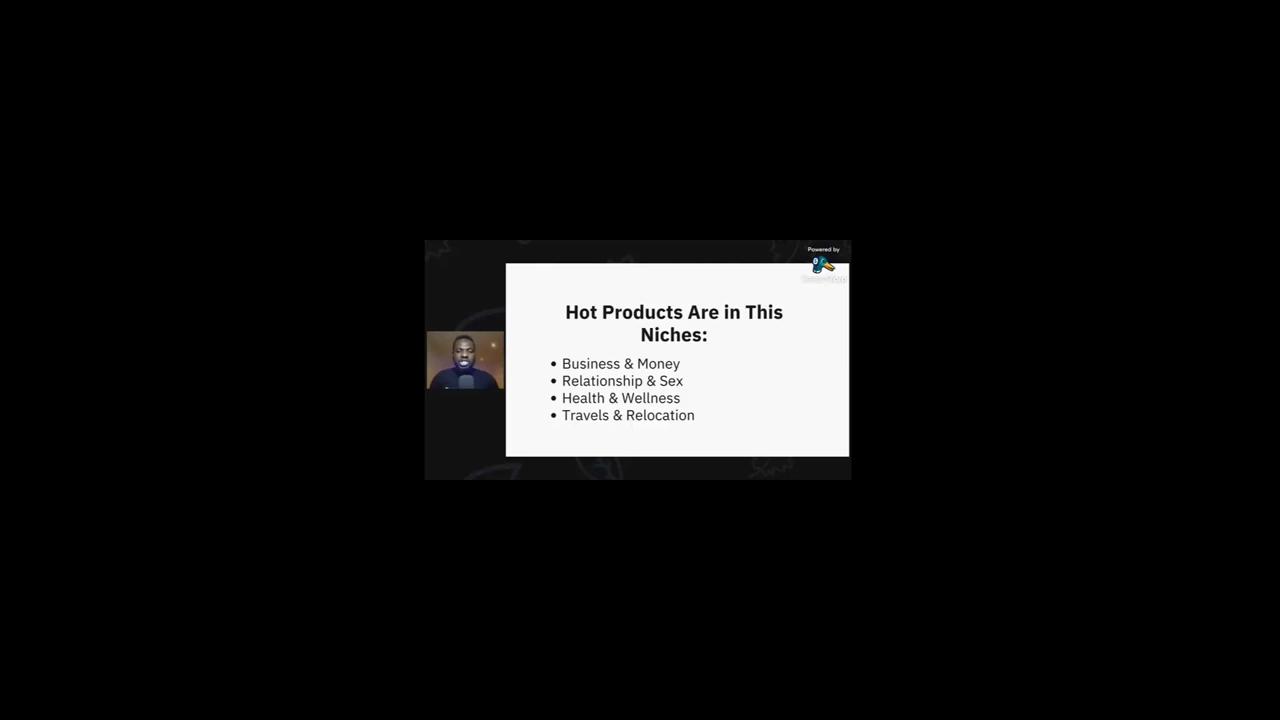 Powered by
Hot Products Are in This
Niches:
• Business & Money
• Relationship & Sex
• Health & Wellness
• Travels & Relocation